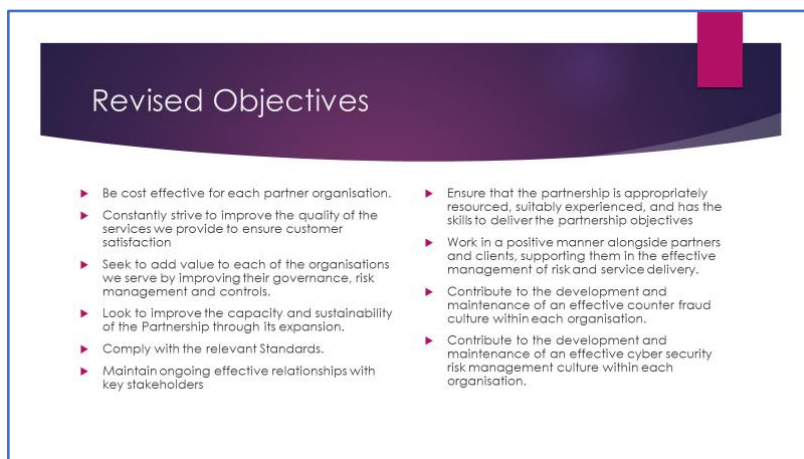 Revised Objectives
Be cost effective for each partner organisation.
Constantly strive to improve the quality of the
services we provide to ensure customer
satisfaction
Seek to add value to each of the organisations
we serve by improving their governance, risk
management and controls.
Look to improve the capacity and sustainability
of the Partnership through its expansion.
Comply with the relevant Standards.
Maintain ongoing effective relationships with
key stakeholders
Ensure that the partnership is appropriately
resourced, suitably experienced, and has the
skills to deliver the partnership objectives
Work in a positive manner alongside partners
and clients, supporting them in the effective
management of risk and service delivery.
Contribute to the development and
maintenance of an effective counter fraud
culture within each organisation.
Contribute to the development and
maintenance of an effective cyber security
risk management culture within each
organisation.